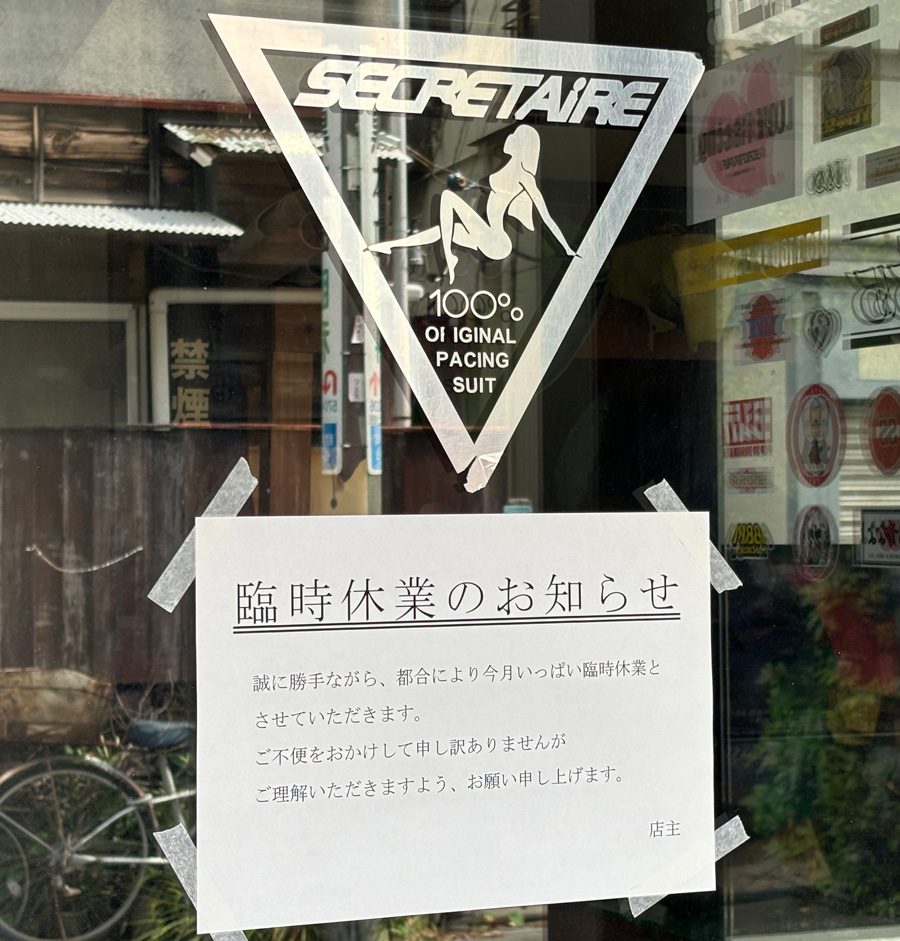 SECRETAiRE
100%
OR IGINAL
PACING
SUIT
禁煙
臨時休業のお知らせ
誠に勝手ながら、都合により今月いっぱい臨時休業と
させていただきます。
ご不便をおかけして申し訳ありませんが
ご理解いただきますよう、お願い申し上げます。
店主